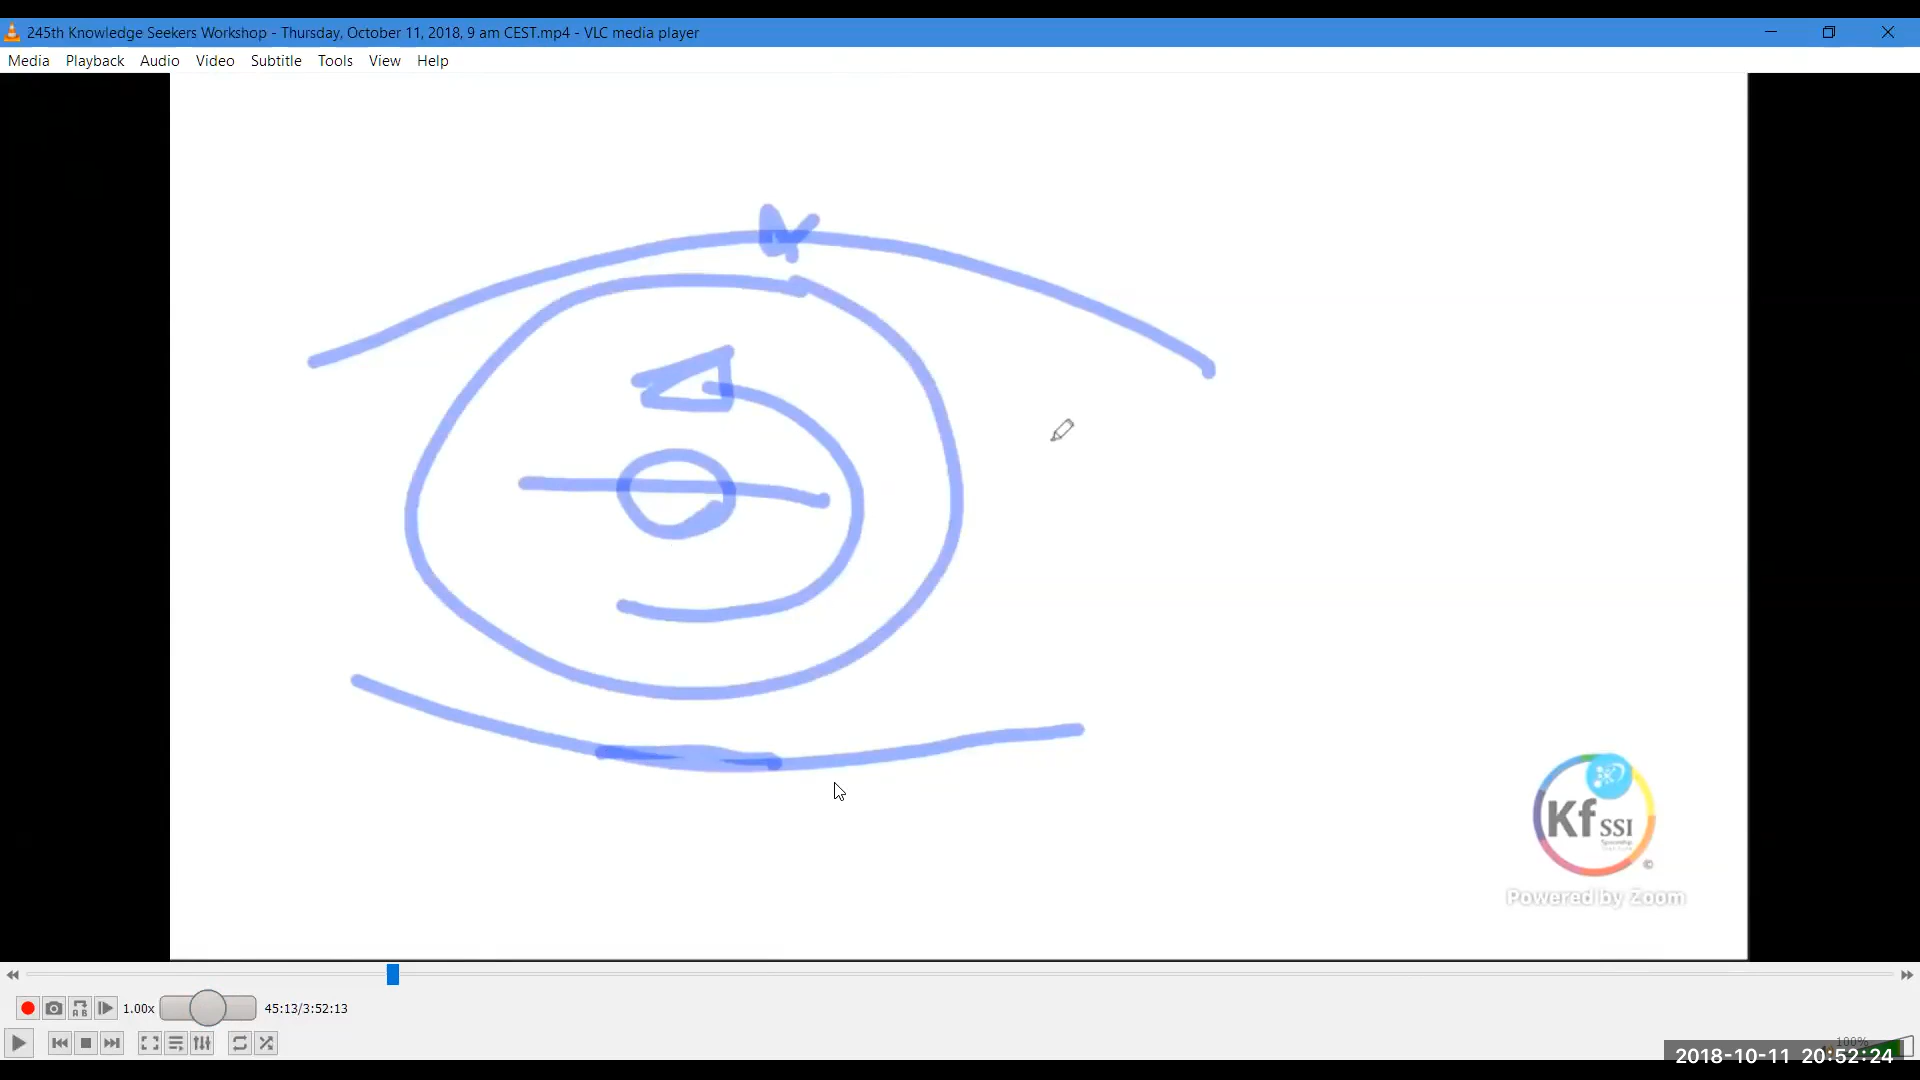 245th Knowledge Seekers Workshop - Thursday, October 11, 2018, 9 am CEST.mp4 - VLC media player
Media Playback Audio Video Subtitle Tools View Help
Kf SSI
©
Powered by Zoom
1.00x 45:13/3:52:13
100%
2018-10-11 20:52:24